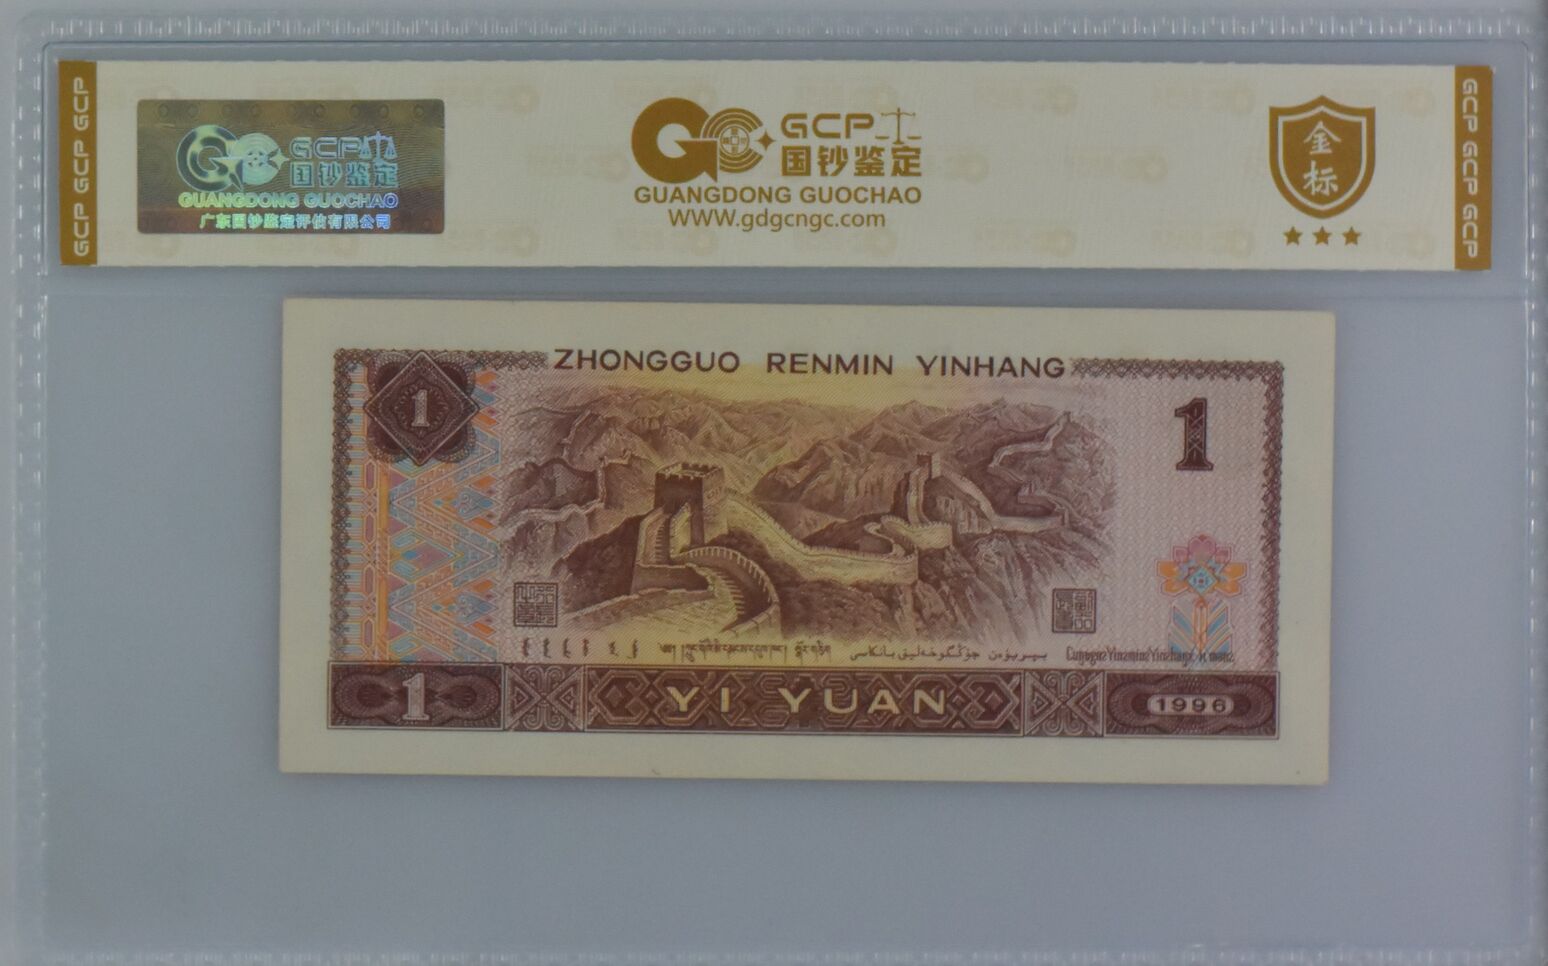 GCP GCP GCP
GCP
国钞鉴定
GUANGDONG GUOCHAO
广东国钞鉴定评估有限公司
GCP
国钞鉴定
GUANGDONG GUOCHAO
WWW.gdgcngc.com
金
标
GCP GCP GCP
ZHONGGUO RENMIN YINHANG
1
1
1
YI YUAN
1996